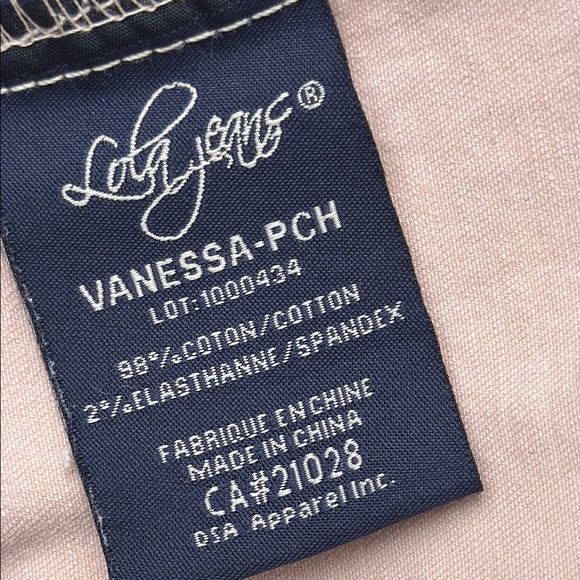 Lola Jeans®
VANESSA-PCH
LOT:1000434
98%COTON/COTTON
2%ELASTHANNE/SPANDEX
FABRIQUE EN CHINE
MADE IN CHINA
CA#21028
DSA Apparel Inc.